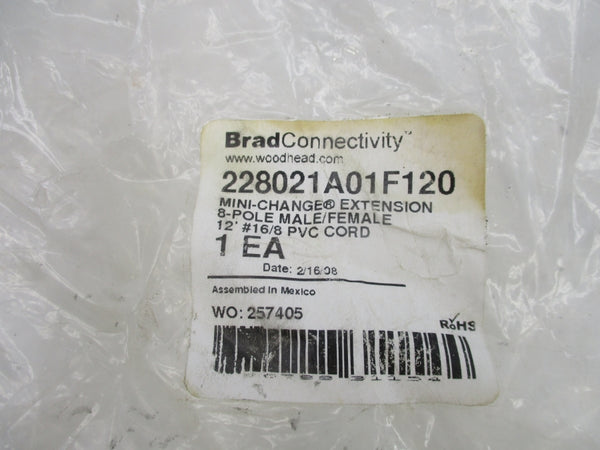 BradConnectivity™
www.woodhead.com
228021A01F120
MINI-CHANGE® EXTENSION
8-POLE MALE/FEMALE
12' #16/8 PVC CORD
1 EA
Date: 2/16/08
Assembled in Mexico
WO: 257405
RoHS